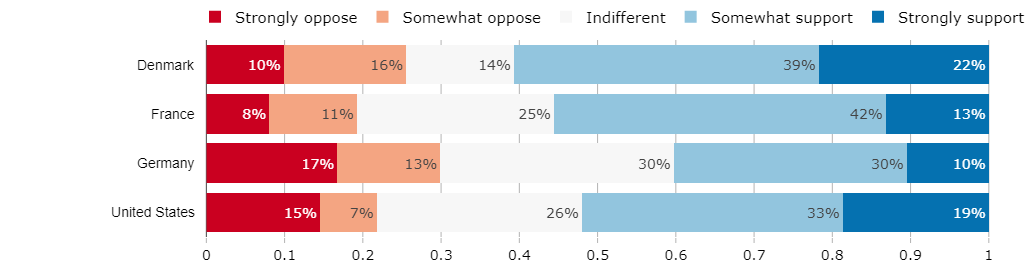 Strongly oppose Somewhat oppose Indifferent Somewhat support Strongly support
Denmark 10% 16% 14% 39% 22%
France 8% 11% 25% 42% 13%
Germany 17% 13% 30% 30% 10%
United States 15% 7% 26% 33% 19%
0 0.1 0.2 0.3 0.4 0.5 0.6 0.7 0.8 0.9 1